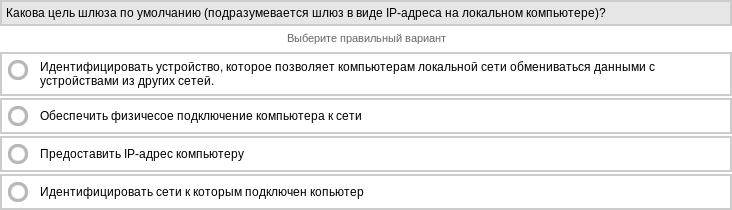 Какова цель шлюза по умолчанию (подразумевается шлюз в виде IP-адреса на локальном компьютере)?
Выберите правильный вариант
Идентифицировать устройство, которое позволяет компьютерам локальной сети обмениваться данными с
устройствами из других сетей.
Обеспечить физичесое подключение компьютера к сети
Предоставить IP-адрес компьютеру
Идентифицировать сети к которым подключен копьютер